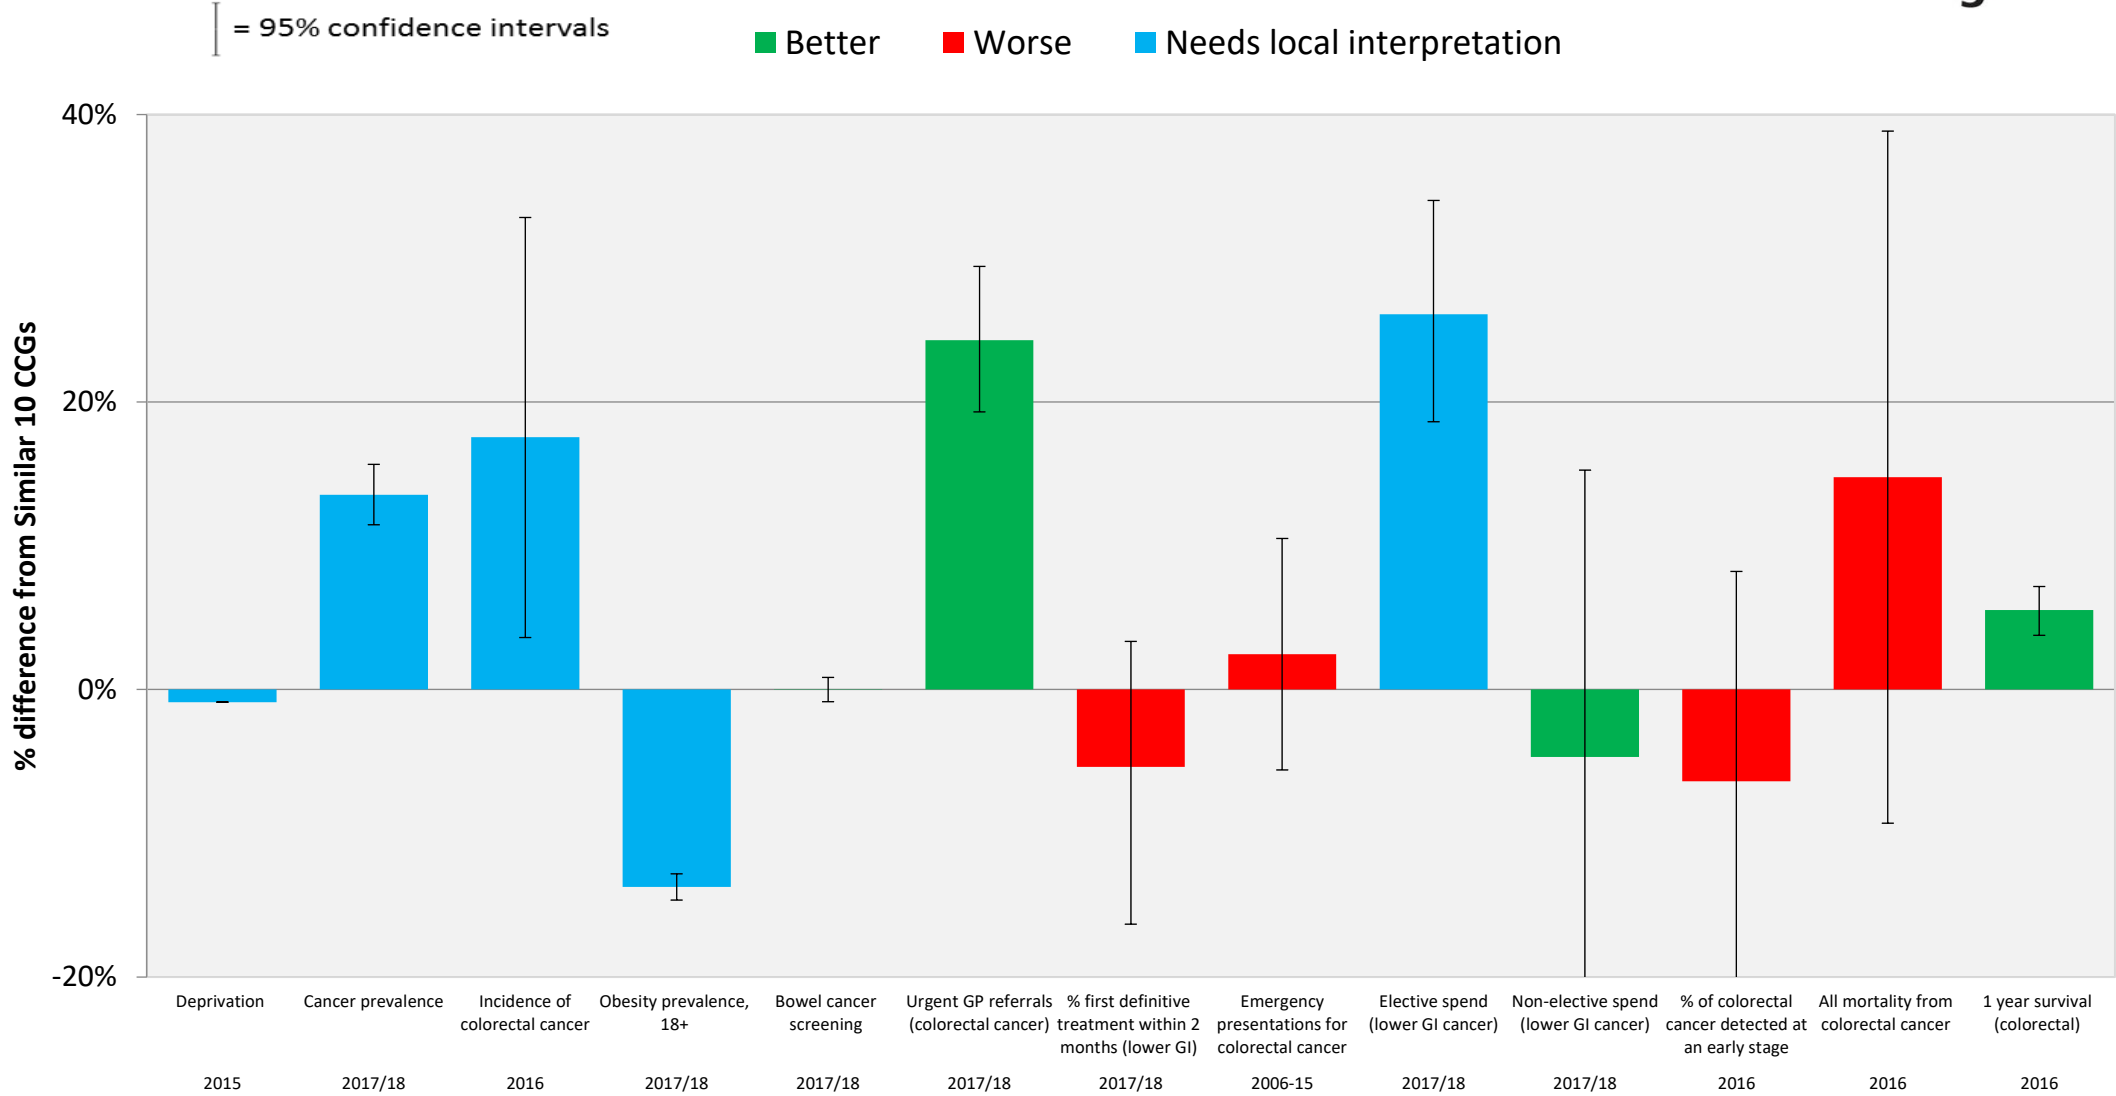 = 95% confidence intervals
Better
Worse
Needs local interpretation
% difference from Similar 10 CCGs
40%
20%
0%
-20%
Deprivation
2015
Cancer prevalence
2017/18
Incidence of
colorectal cancer
2016
Obesity prevalence,
18+
2017/18
Bowel cancer
screening
2017/18
Urgent GP referrals
(colorectal cancer)
2017/18
% first definitive
treatment within 2
months (lower GI)
2017/18
Emergency
presentations for
colorectal cancer
2006-15
Elective spend
(lower GI cancer)
2017/18
Non-elective spend
(lower GI cancer)
2017/18
% of colorectal
cancer detected at
an early stage
2016
All mortality from
colorectal cancer
2016
1 year survival
(colorectal)
2016